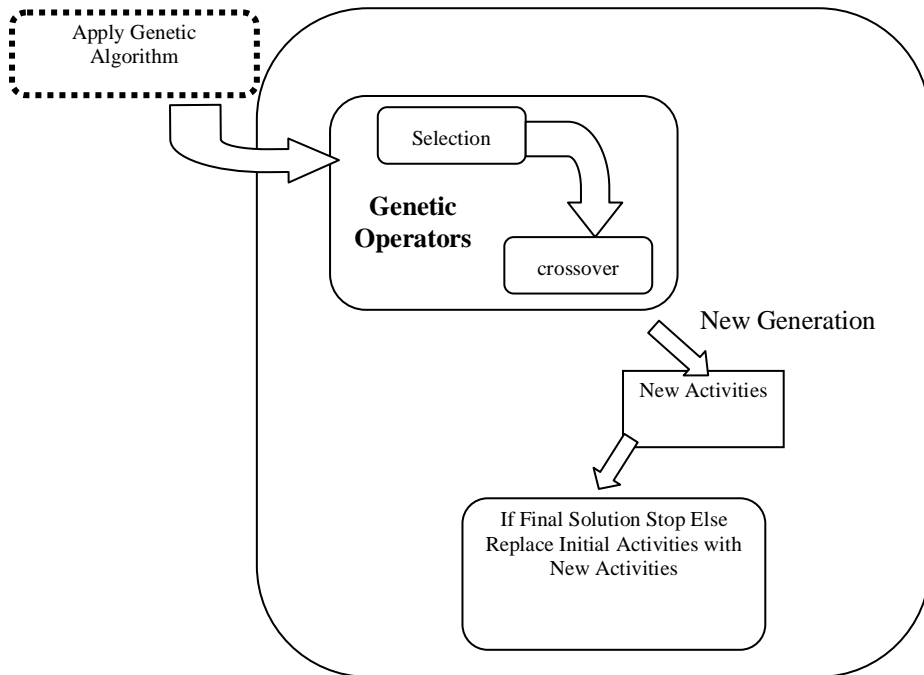 Apply Genetic
Algorithm
Selection
Genetic
Operators
crossover
New Generation
New Activities
If Final Solution Stop Else
Replace Initial Activities with
New Activities